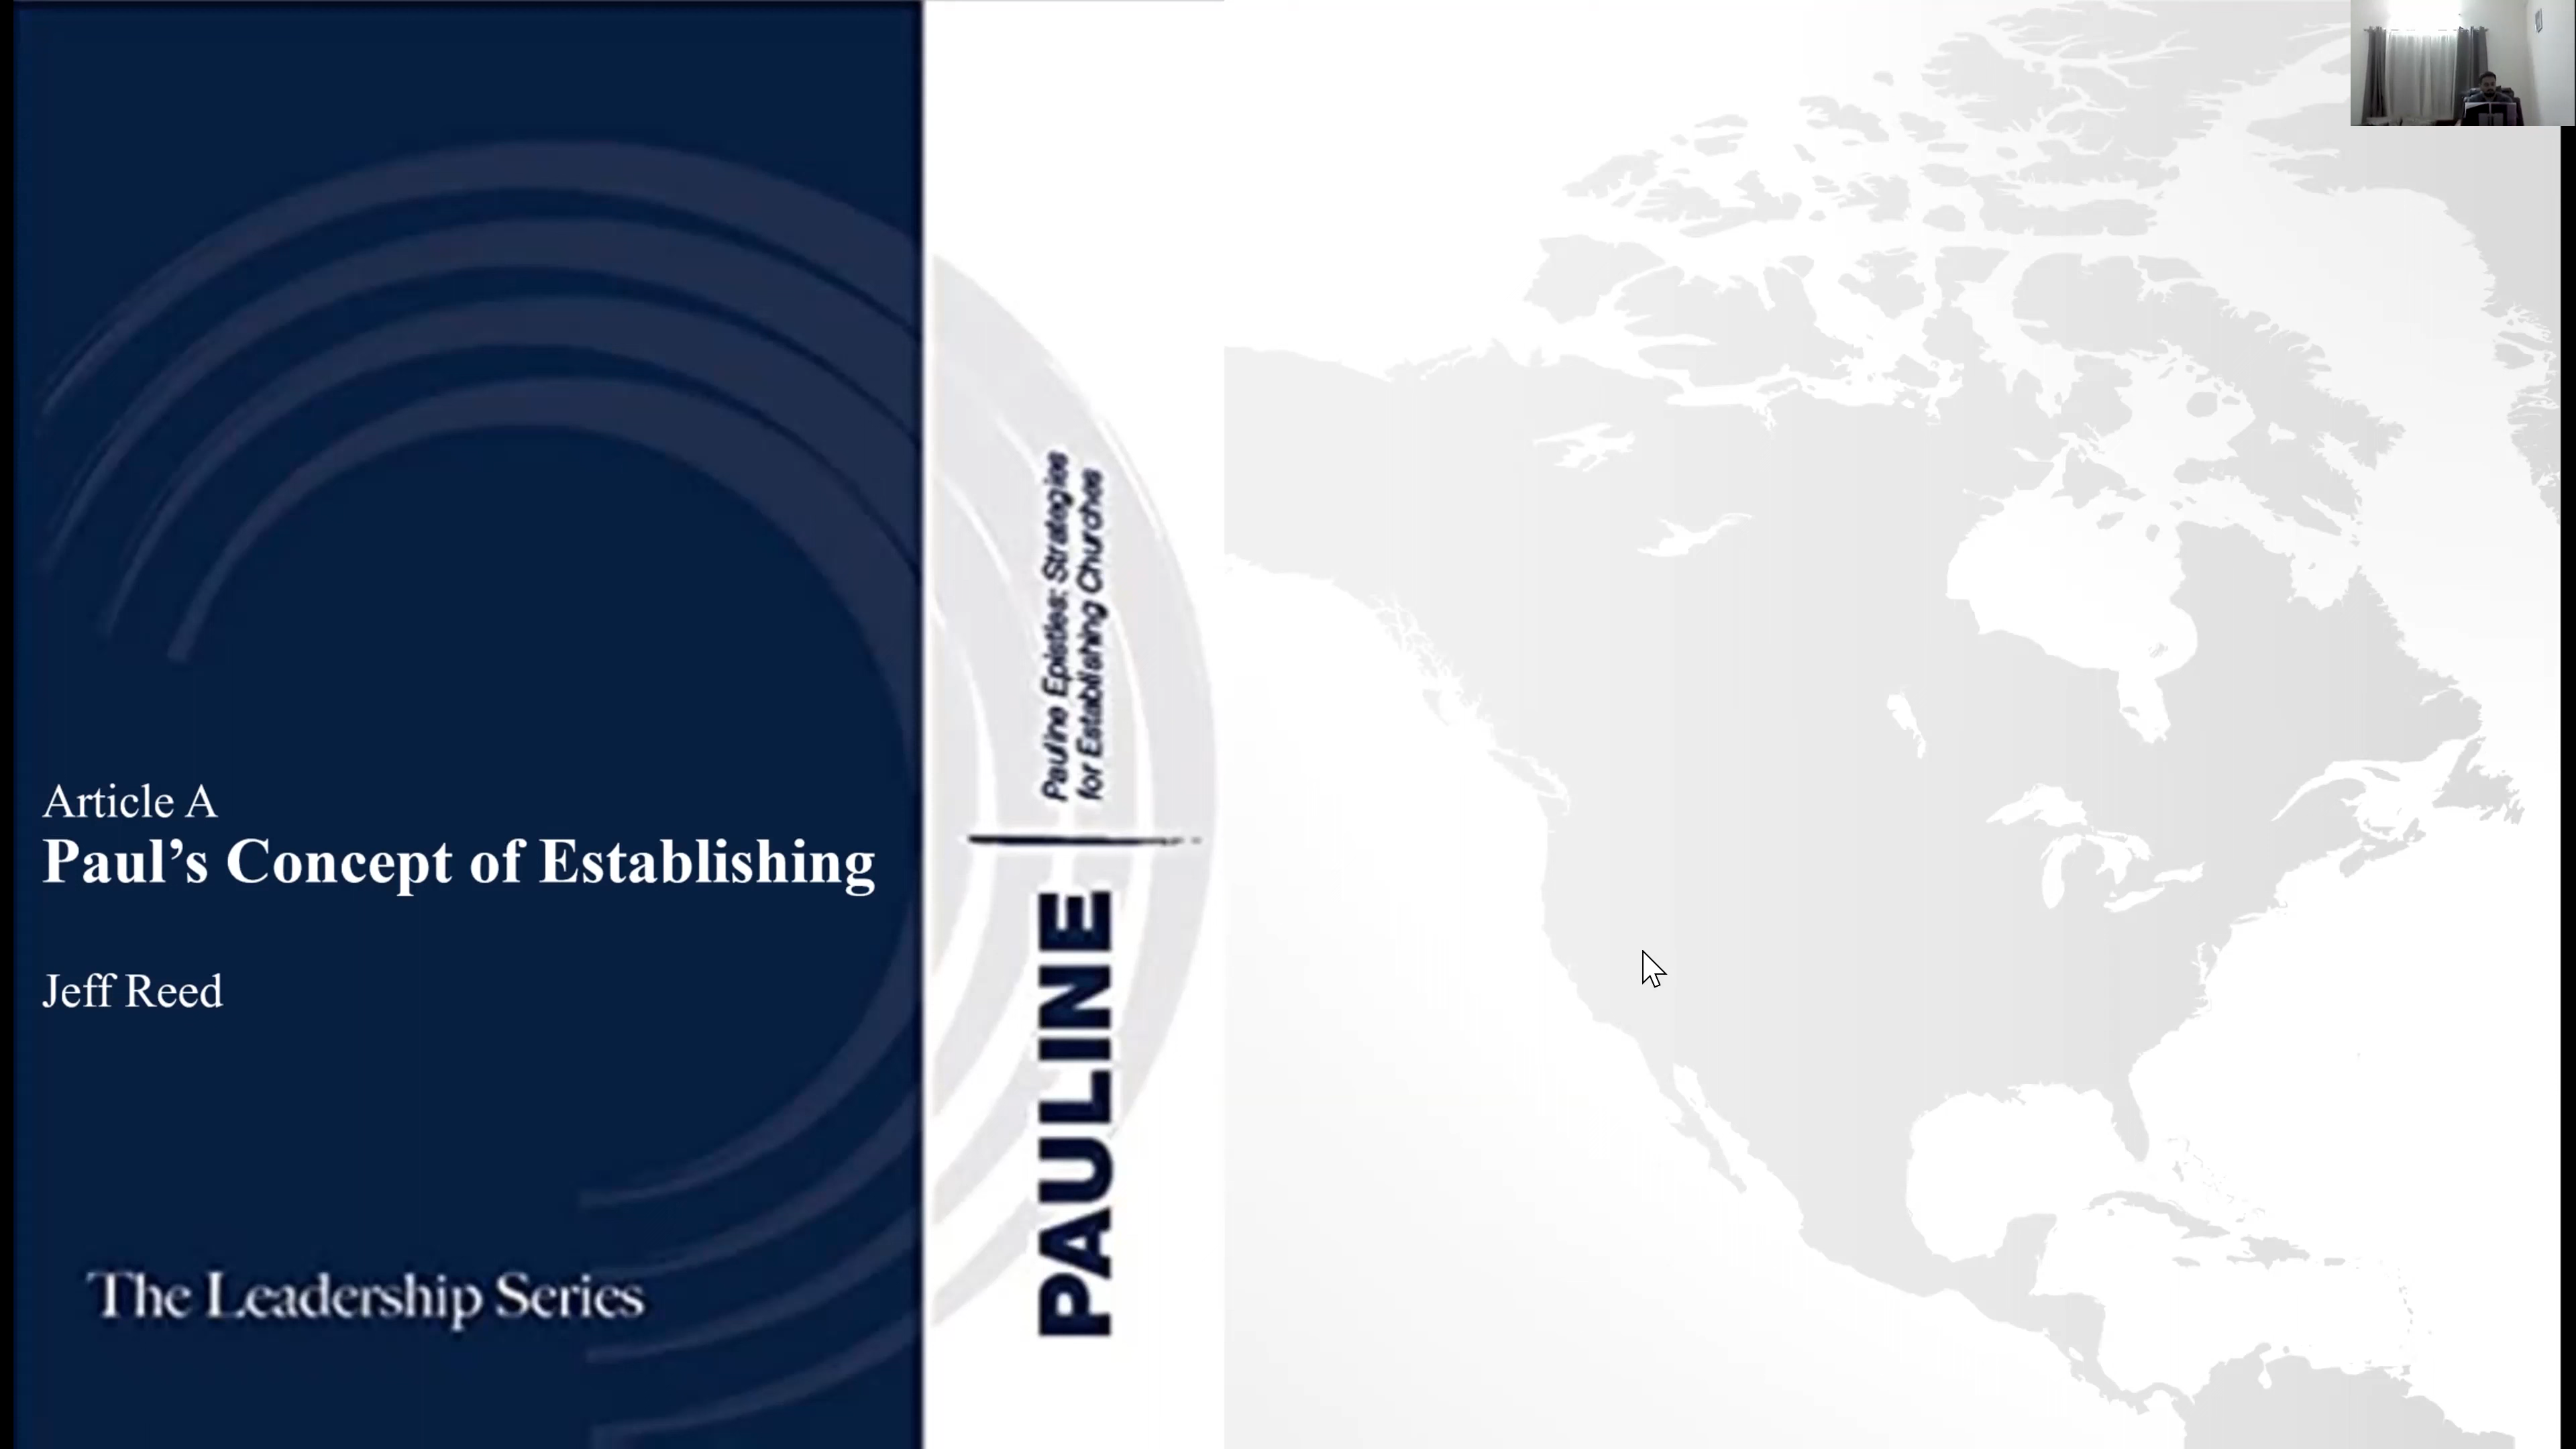 Article A
Paul’s Concept of Establishing
Jeff Reed
The Leadership Series
Pauline Epistles: Strategies
for Establishing Churches
PAULINE